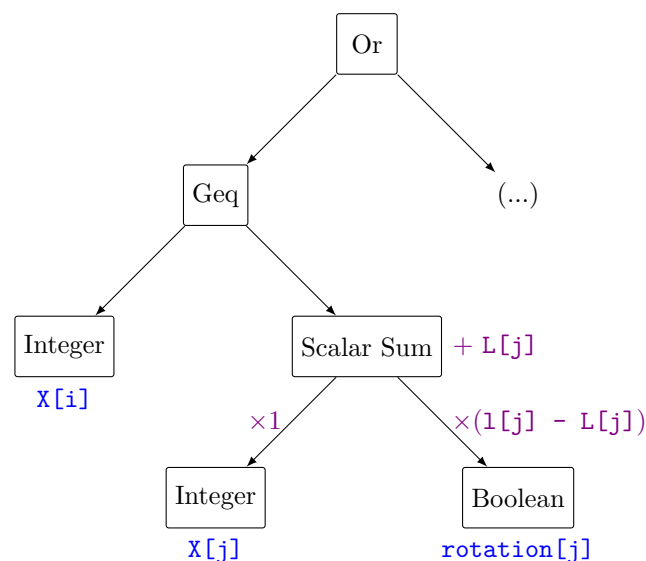 Or
Geq
(...)
Integer
Scalar Sum
+ L[j]
X[i]
×1
×(l[j] - L[j])
Integer
Boolean
X[j]
rotation[j]